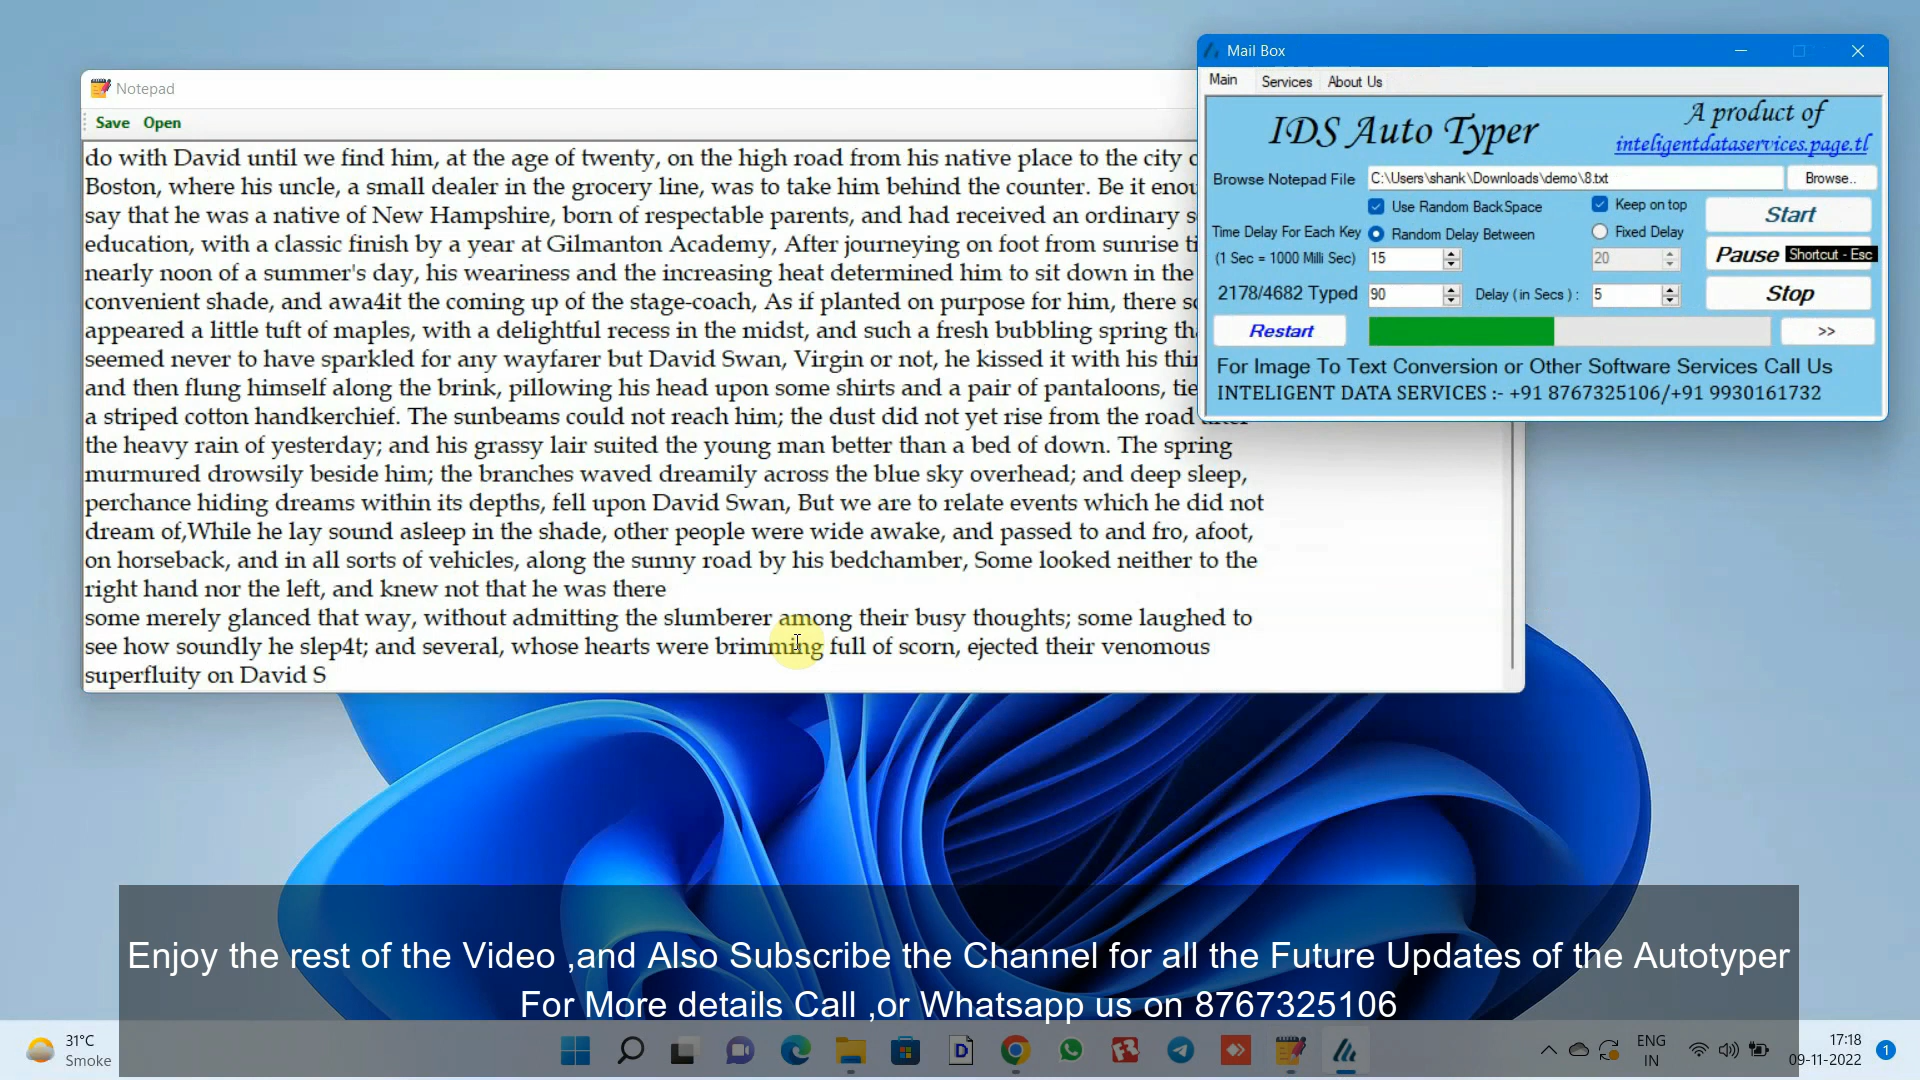 Notepad
Save Open
do with David until we find him, at the age of twenty, on the high road from his native place to the city
Boston, where his uncle, a small dealer in the grocery line, was to take him behind the counter. Be it
say that he was a native of New Hampshire, born of respectable parents, and had received an ordinary
education, with a classic finish by a year at Gilmanton Academy, After journeying on foot from sunrise
nearly noon of a summer's day, his weariness and the increasing heat determined him to sit down in the
convenient shade, and awa4it the coming up of the stage-coach, As if planted on purpose for him, there
appeared a little tuft of maples, with a delightful recess in the midst, and such a fresh bubbling spring
seemed never to have sparkled for any wayfarer but David Swan, Virgin or not, he kissed it with his
and then flung himself along the brink, pillowing his head upon some shirts and a pair of pantaloons,
a striped cotton handkerchief. The sunbeams could not reach him; the dust did not yet rise from the road
the heavy rain of yesterday; and his grassy lair suited the young man better than a bed of down. The spring
murmured drowsily beside him; the branches waved dreamily across the blue sky overhead; and deep sleep,
perchance hiding dreams within its depths, fell upon David Swan, But we are to relate events which he did not
dream of,While he lay sound asleep in the shade, other people were wide awake, and passed to and fro, afoot,
on horseback, and in all sorts of vehicles, along the sunny road by his bedchamber, Some looked neither to the
right hand nor the left, and knew not that he was there
some merely glanced that way, without admitting the slumberer among their busy thoughts; some laughed to
see how soundly he slep4t; and several, whose hearts were brimming full of scorn, ejected their venomous
superfluity on David S
Mail Box
Main Services About Us
IDS Auto Typer
A product of
inteligentdataservices.page.tl
Browse Notepad File C:\Users\shank\Downloads\demo\8.txt Browse..
Use Random BackSpace Keep on top Start
Time Delay For Each Key Random Delay Between Fixed Delay
(1 Sec = 1000 Milli Sec) 15 20 Pause Shortcut - Esc
2178/4682 Typed 90 Delay (in Secs) : 5 Stop
Restart >>
For Image To Text Conversion or Other Software Services Call Us
INTELIGENT DATA SERVICES :- +91 8767325106/+91 9930161732
Enjoy the rest of the Video ,and Also Subscribe the Channel for all the Future Updates of the Autotyper
For More details Call ,or Whatsapp us on 8767325106
31°C
Smoke
ENG
IN
17:18
09-11-2022
1